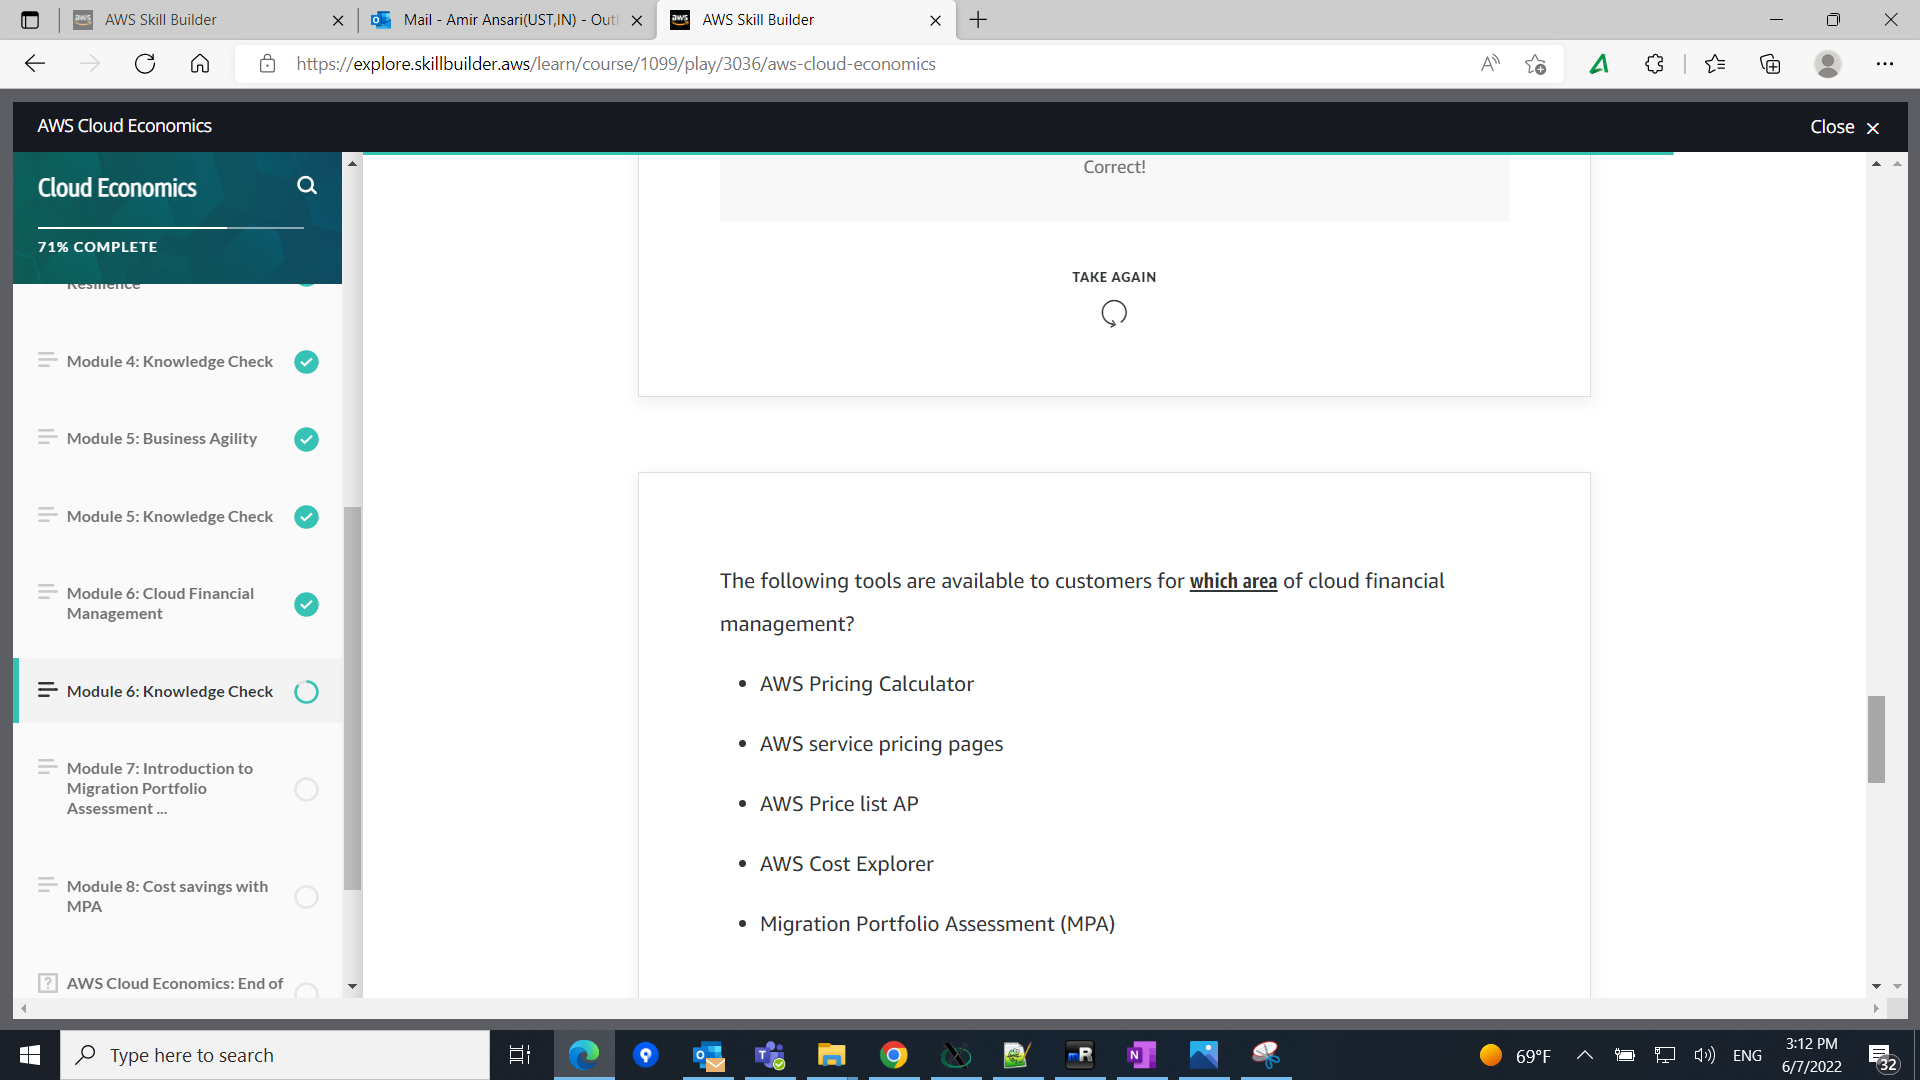 AWS Skill Builder
Mail - Amir Ansari(UST,IN) - Outl
AWS Skill Builder
https://explore.skillbuilder.aws/learn/course/1099/play/3036/aws-cloud-economics
AWS Cloud Economics
Close
Cloud Economics
71% COMPLETE
Resilience
Module 4: Knowledge Check
Module 5: Business Agility
Module 5: Knowledge Check
Module 6: Cloud Financial
Management
Module 6: Knowledge Check
Module 7: Introduction to
Migration Portfolio
Assessment ...
Module 8: Cost savings with
MPA
AWS Cloud Economics: End of
Correct!
TAKE AGAIN
The following tools are available to customers for which area of cloud financial
management?
• AWS Pricing Calculator
• AWS service pricing pages
• AWS Price list AP
• AWS Cost Explorer
• Migration Portfolio Assessment (MPA)
Type here to search
69°F
ENG
3:12 PM
6/7/2022
32